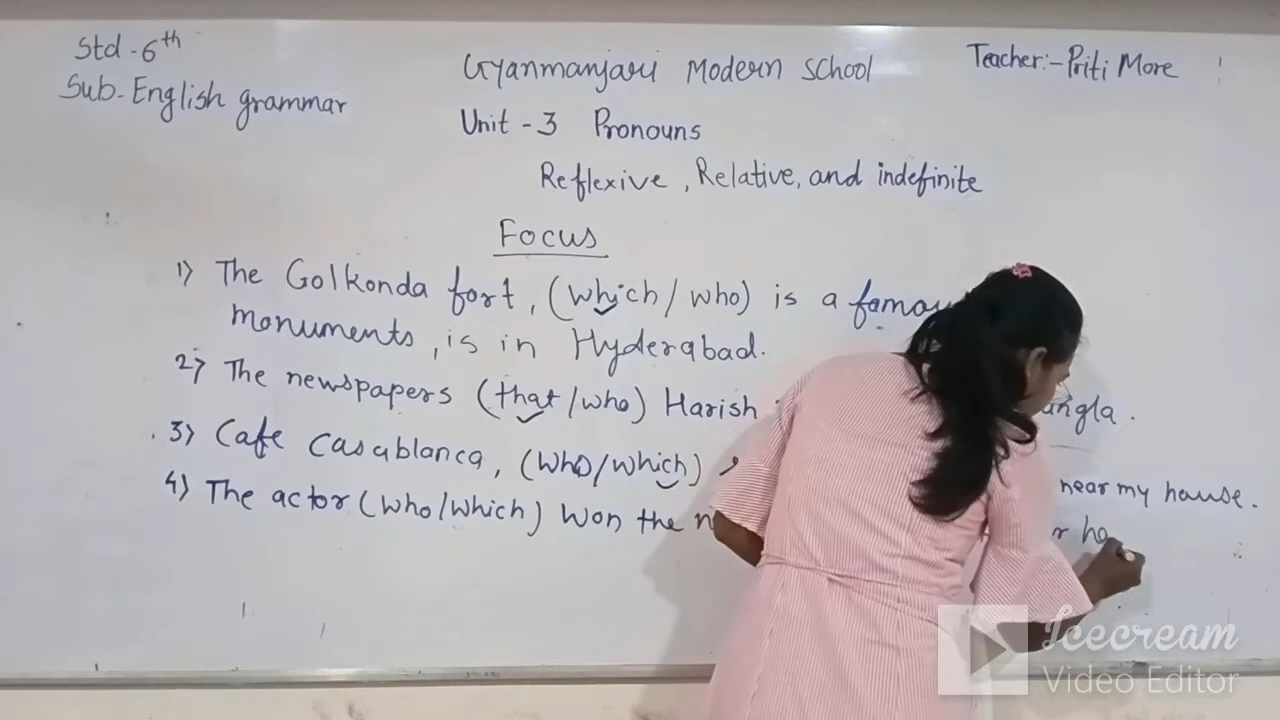 Std - 6th
Sub- English grammar
Gyanmanjari Modern School
Teacher:- Priti More
Unit - 3 Pronouns
Reflexive, Relative, and indefinite
Focus
1) The Golkonda fort, (which / who) is a
monuments, is in Hyderabad.
2) The newspapers (that / who) Harish
3) Cafe Casablanca, (who/which) near my house.
4) The actor (who/which) won the
Icecream
Video Editor